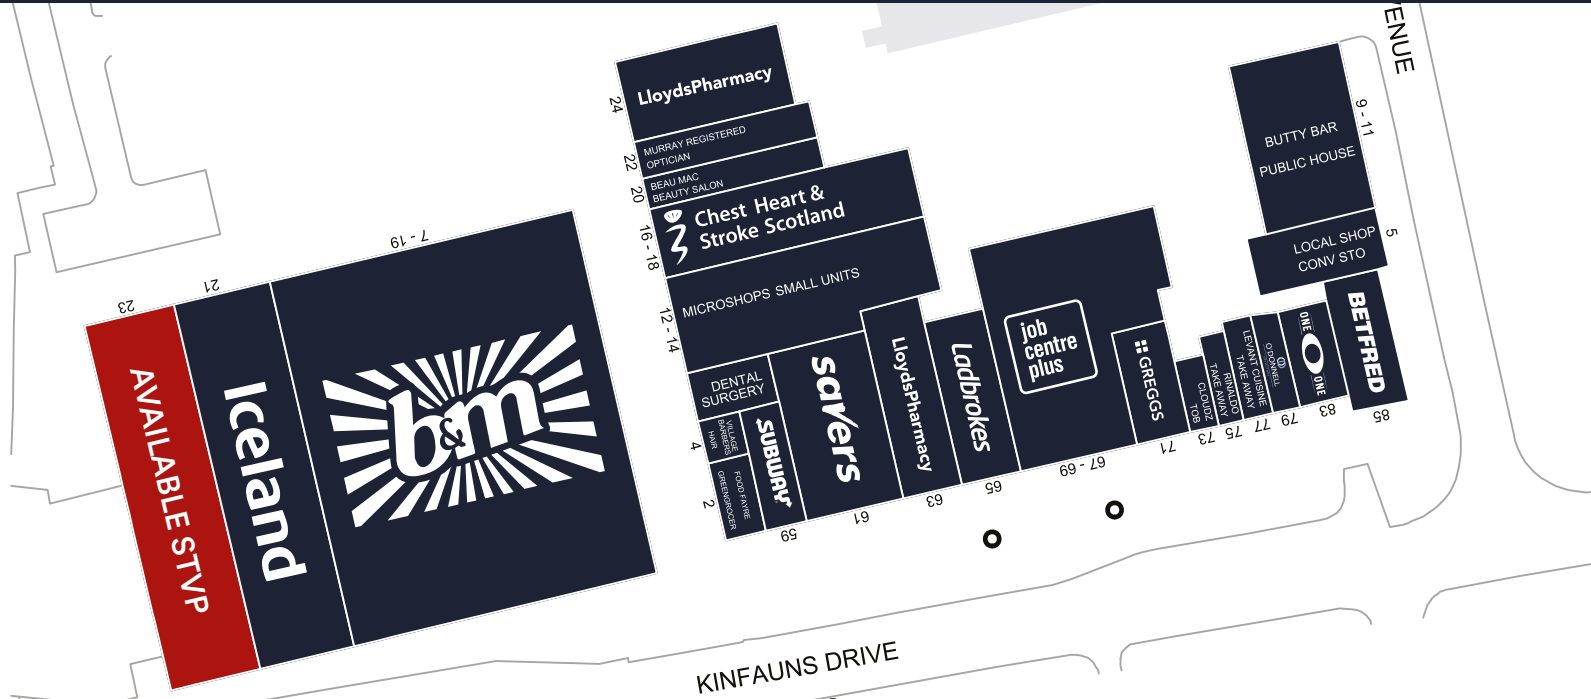 ENUE
24
LloydsPharmacy
22
MURRAY REGISTERED
OPTICIAN
20
BEAU MAC
BEAUTY SALON
16 - 18
Chest Heart &
Stroke Scotland
12 - 14
MICROSHOPS SMALL UNITS
DENTAL
SURGERY
4
VILLAGE
BARBERS
HAIR
2
FOOD FAYRE
GREENGROCER
SUBWAY
59
savers
61
LloydsPharmacy
63
Ladbrokes
65
job
centre
plus
67 - 69
GREGGS
71
CLOUDZ
TOB
73
RINALDO
TAKE AWAY
75
LEVANT CUISINE
TAKE AWAY
77
O'DONNELL
79
ONE
O
ONE
83
BETFRED
85
9 - 11
BUTTY BAR
PUBLIC HOUSE
5
LOCAL SHOP
CONV STO
23
AVAILABLE STVP
21
Iceland
7 - 19
b&m
KINFAUNS DRIVE